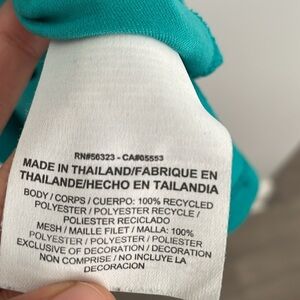 RN#56323 - CA#05553
MADE IN THAILAND/FABRIQUE EN
THAILANDE/HECHO EN TAILANDIA
BODY / CORPS / CUERPO: 100% RECYCLED
POLYESTER / POLYESTER RECYCLE /
POLIESTER RECICLADO
MESH / MAILLE FILET / MALLA: 100%
POLYESTER / POLYESTER / POLIESTER
EXCLUSIVE OF DECORATION / DECORATION
NON COMPRISE / NO INCLUYE LA
DECORACION